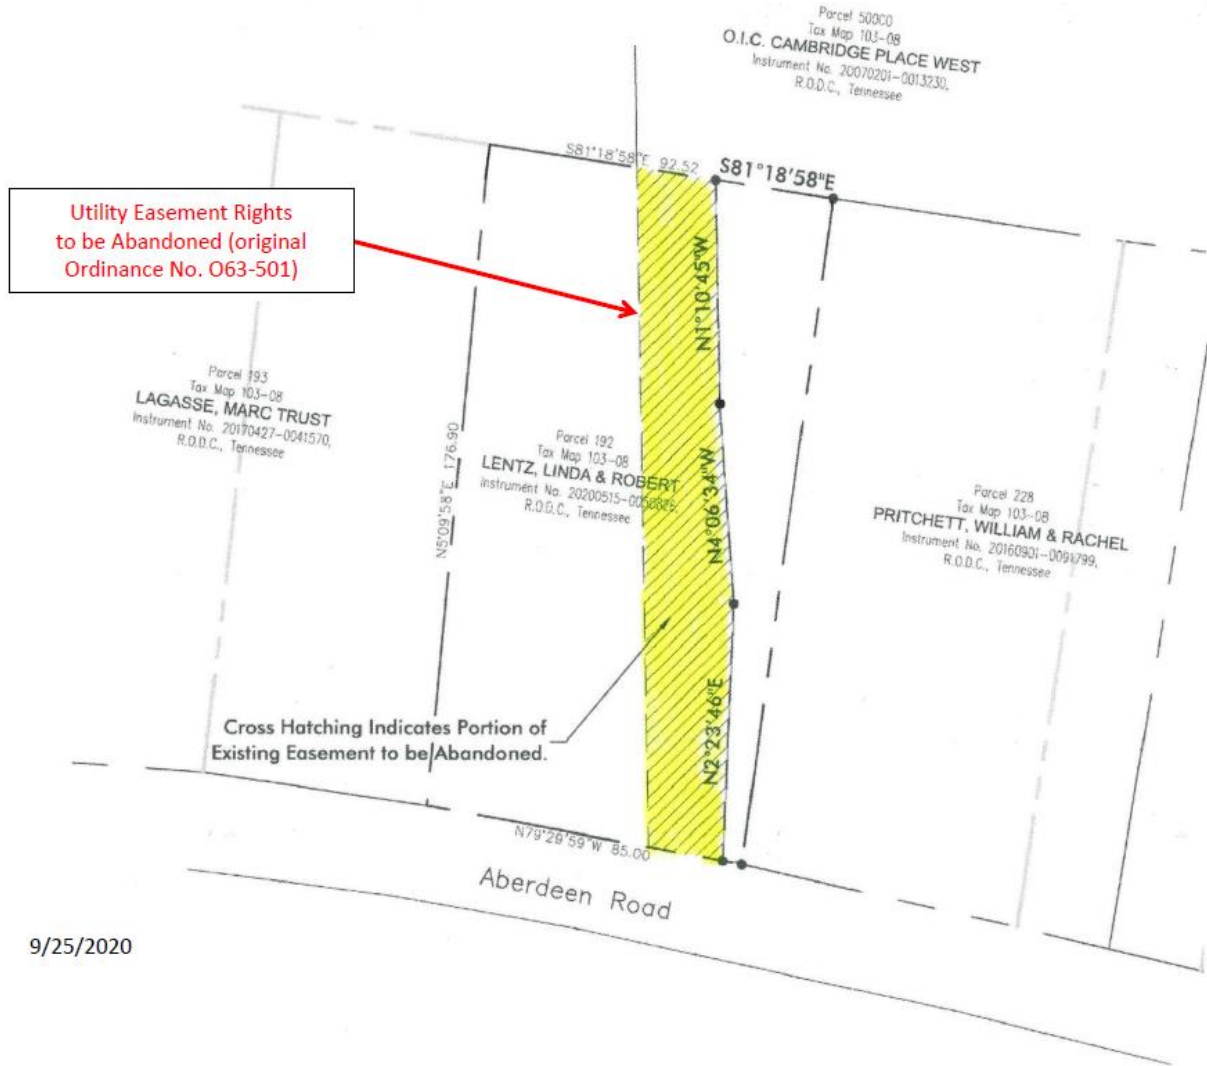 Parcel 500CO
Tax Map 103-08
O.I.C. CAMBRIDGE PLACE WEST
Instrument No. 20070201-0013230,
R.O.D.C., Tennessee
S81°18'58"E 92.52
S81°18'58"E
Utility Easement Rights
to be Abandoned (original
Ordinance No. O63-501)
N1°10'45"W
Parcel 193
Tax Map 103-08
LAGASSE, MARC TRUST
Instrument No. 20170427-0041570,
R.O.D.C., Tennessee
N5°09'58"E 176.90
Parcel 192
Tax Map 103-08
LENTZ, LINDA & ROBERT
Instrument No.
R.O.D.C., Tennessee
N4°06'34"W
Parcel 228
Tax Map 103-08
PRITCHETT, WILLIAM & RACHEL
Instrument No. 20160901-0091799,
R.O.D.C., Tennessee
N2°23'46"E
Cross Hatching Indicates Portion of
Existing Easement to be Abandoned.
N79°29'59"W 85.00
Aberdeen Road
9/25/2020